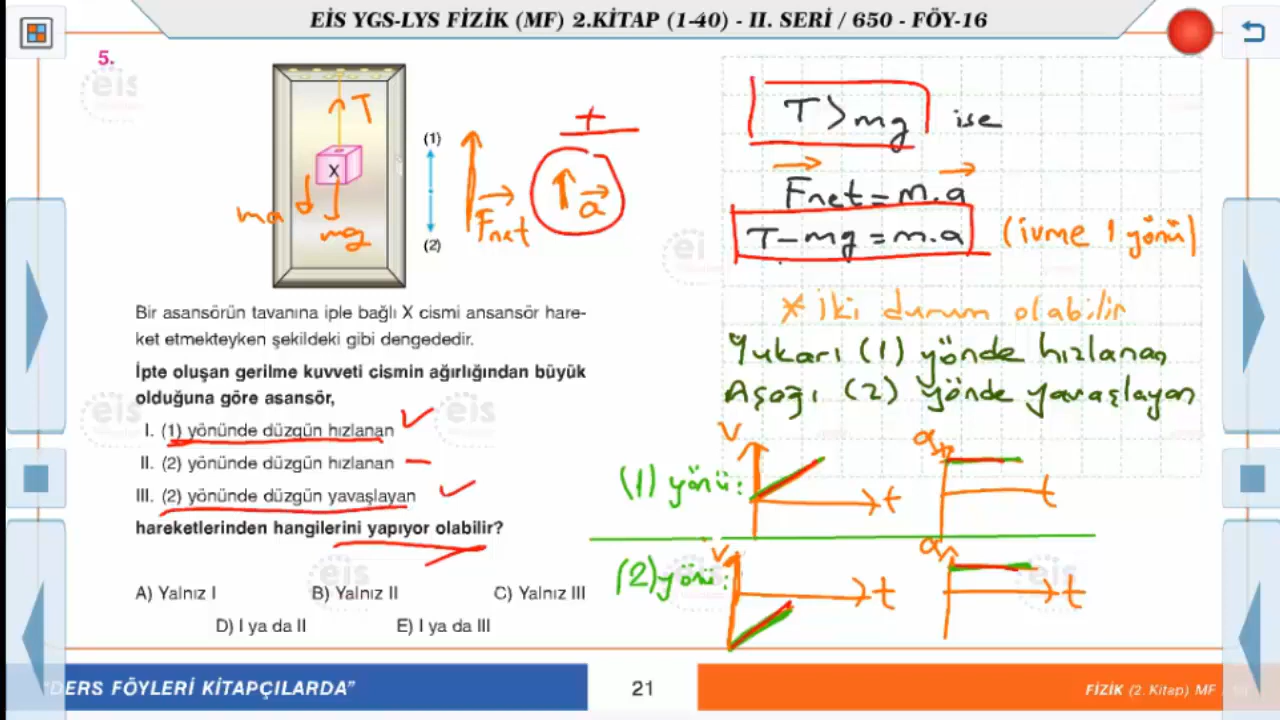 EİS YGS-LYS FİZİK (MF) 2.KİTAP (1-40) - II. SERİ / 650 - FÖY-16
5.
eis
T
X
ma
mg
(1)
(2)
Fnet
+
a
T > mg ise
Fnet = m.a
T - mg = m.a (ivme 1 yönü)
* İki durum olabilir
Yukarı (1) yönde hızlanan
Aşağı (2) yönde yavaşlayan
Bir asansörün tavanına iple bağlı X cismi ansansör hare-
ket etmekteyken şekildeki gibi dengededir.
İpte oluşan gerilme kuvveti cismin ağırlığından büyük
olduğuna göre asansör,
I. (1) yönünde düzgün hızlanan
II. (2) yönünde düzgün hızlanan
III. (2) yönünde düzgün yavaşlayan
hareketlerinden hangilerini yapıyor olabilir?
A) Yalnız I B) Yalnız II C) Yalnız III
D) I ya da II E) I ya da III
(1) yönü: V t a t
(2) yönü: V t a t
"DERS FÖYLERİ KİTAPÇILARDA"
21
FİZİK (2. Kitap) MF